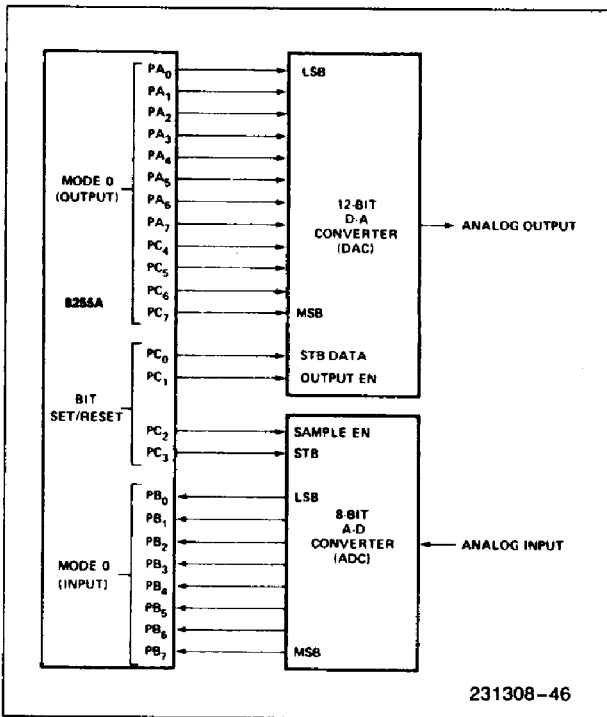 PA0
LSB
PA1
PA2
PA3
PA4
MODE 0
(OUTPUT)
PA5
PA6
PA7
PC4
PC5
PC6
PC7
MSB
12-BIT
D-A
CONVERTER
(DAC)
ANALOG OUTPUT
8255A
PC0
STB DATA
PC1
OUTPUT EN
BIT
SET/RESET
PC2
SAMPLE EN
PC3
STB
PB0
LSB
PB1
PB2
PB3
MODE 0
(INPUT)
PB4
PB5
PB6
PB7
MSB
8-BIT
A-D
CONVERTER
(ADC)
ANALOG INPUT
231308-46